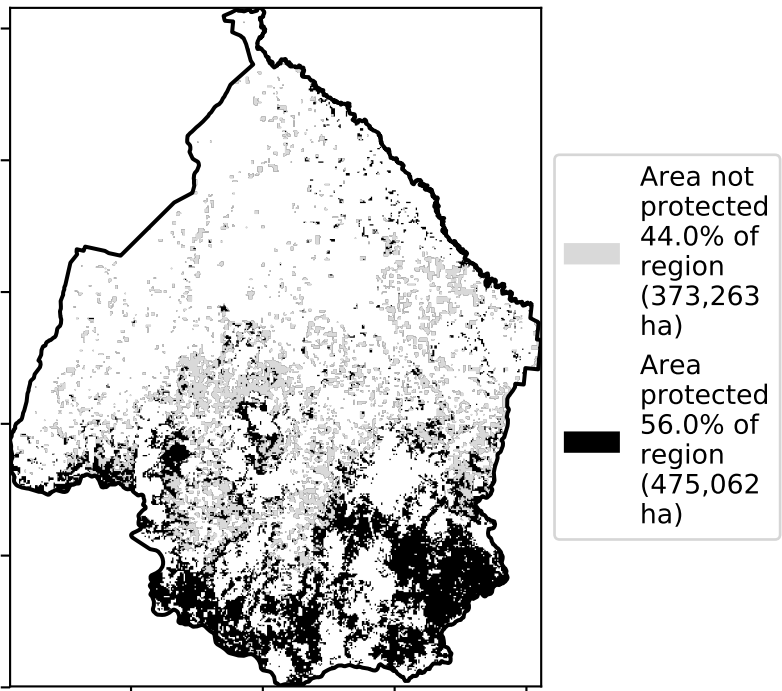 Area not
protected
44.0% of
region
(373,263
ha)
Area
protected
56.0% of
region
(475,062
ha)